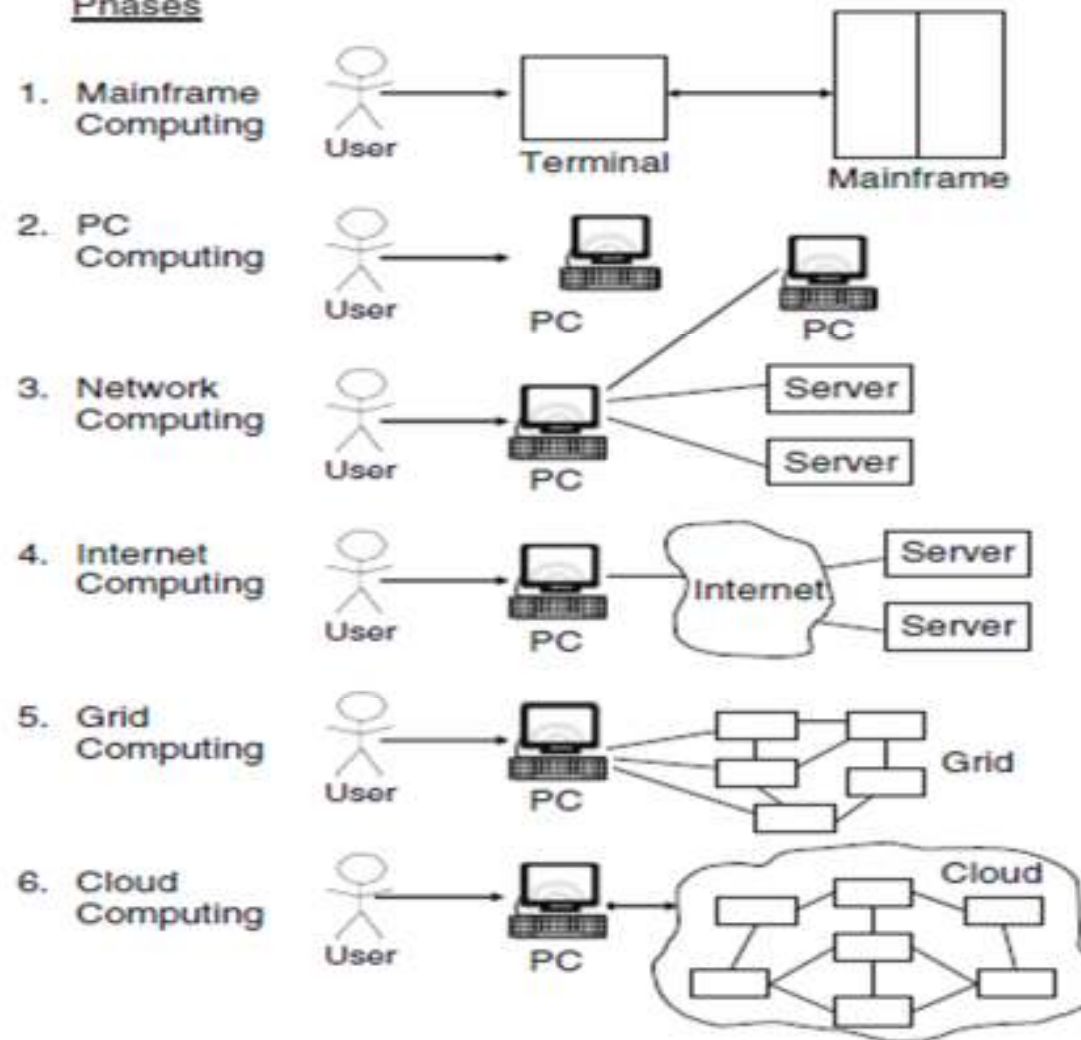 Phases
1. Mainframe
Computing
User
Terminal
Mainframe
2. PC
Computing
User
PC
PC
3. Network
Computing
User
PC
Server
Server
4. Internet
Computing
User
PC
Internet
Server
Server
5. Grid
Computing
User
PC
Grid
6. Cloud
Computing
User
PC
Cloud